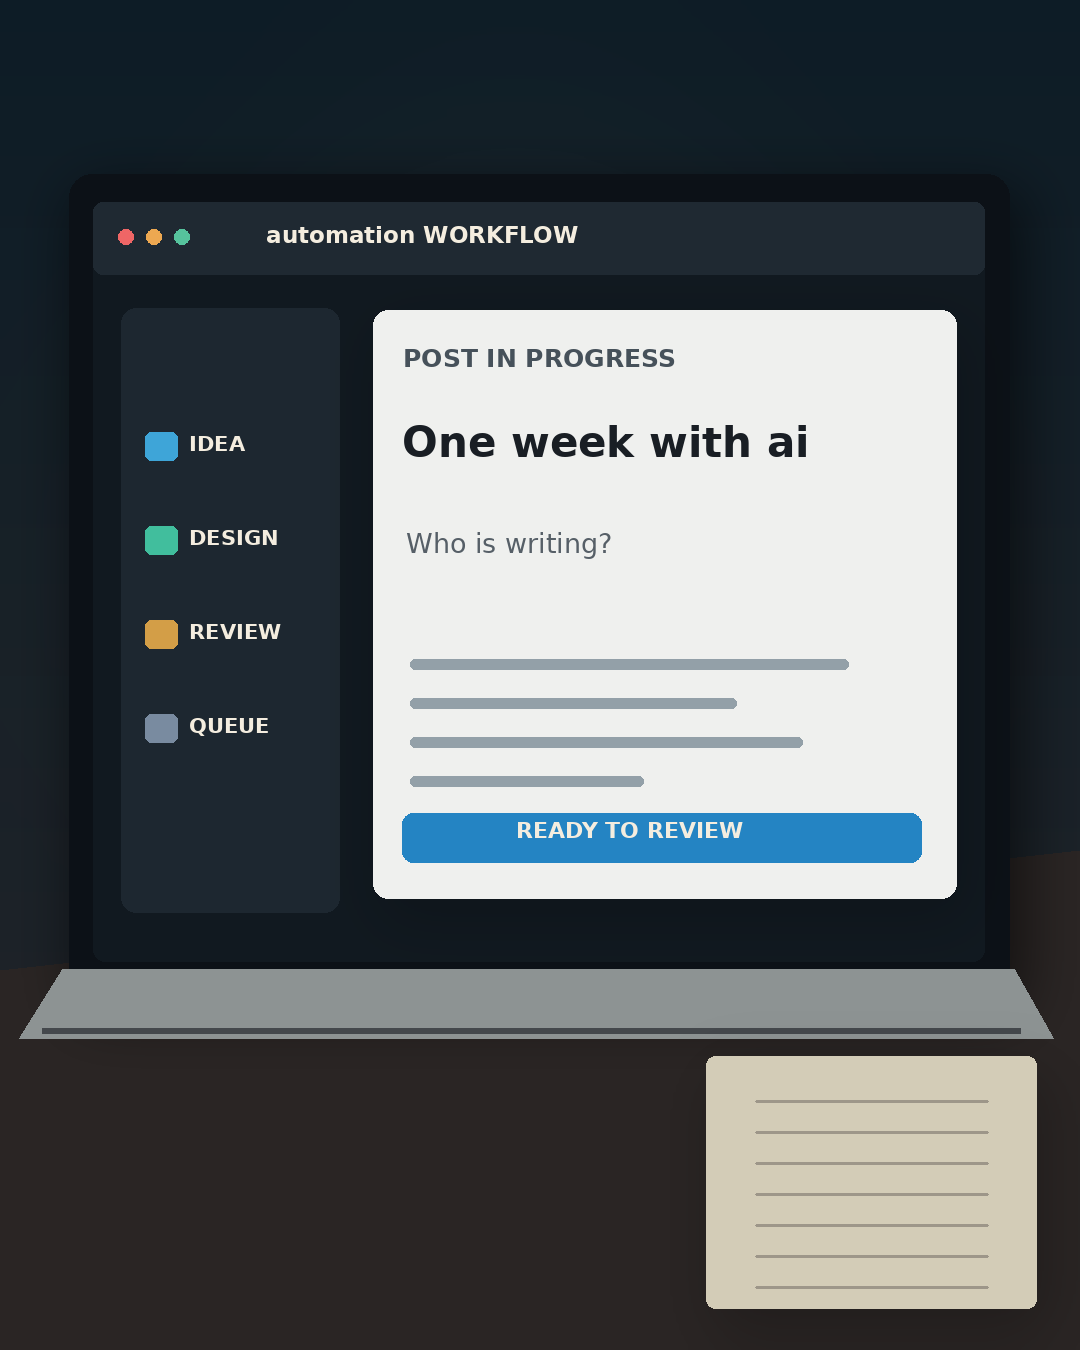 automation WORKFLOW
IDEA
DESIGN
REVIEW
QUEUE
POST IN PROGRESS
One week with ai
Who is writing?
READY TO REVIEW